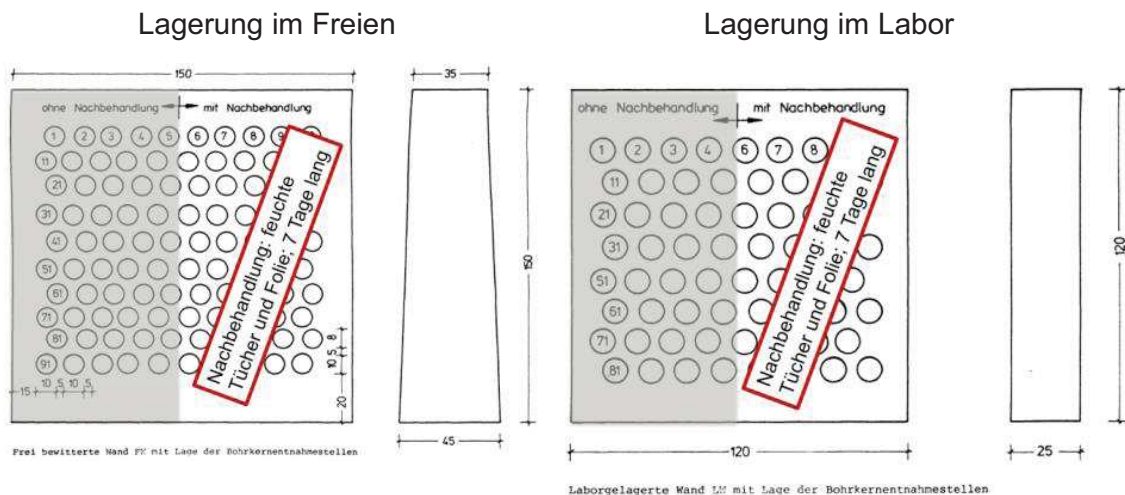 Lagerung im Freien
150
ohne Nachbehandlung mit Nachbehandlung
1 2 3 4 5 6 7 8 9
11
21
31
41
51
61
71
81
91
15 10 5 10 5
10 5 8
20
Nachbehandlung: feuchte
Tücher und Folie; 7 Tage lang
35
150
45
Frei bewitterte Wand FW mit Lage der Bohrkernentnahmestellen
Lagerung im Labor
ohne Nachbehandlung mit Nachbehandlung
1 2 3 4 6 7 8
11
21
31
51
61
71
81
Nachbehandlung: feuchte
Tücher und Folie; 7 Tage lang
120
120
25
Laborgelagerte Wand LW mit Lage der Bohrkernentnahmestellen